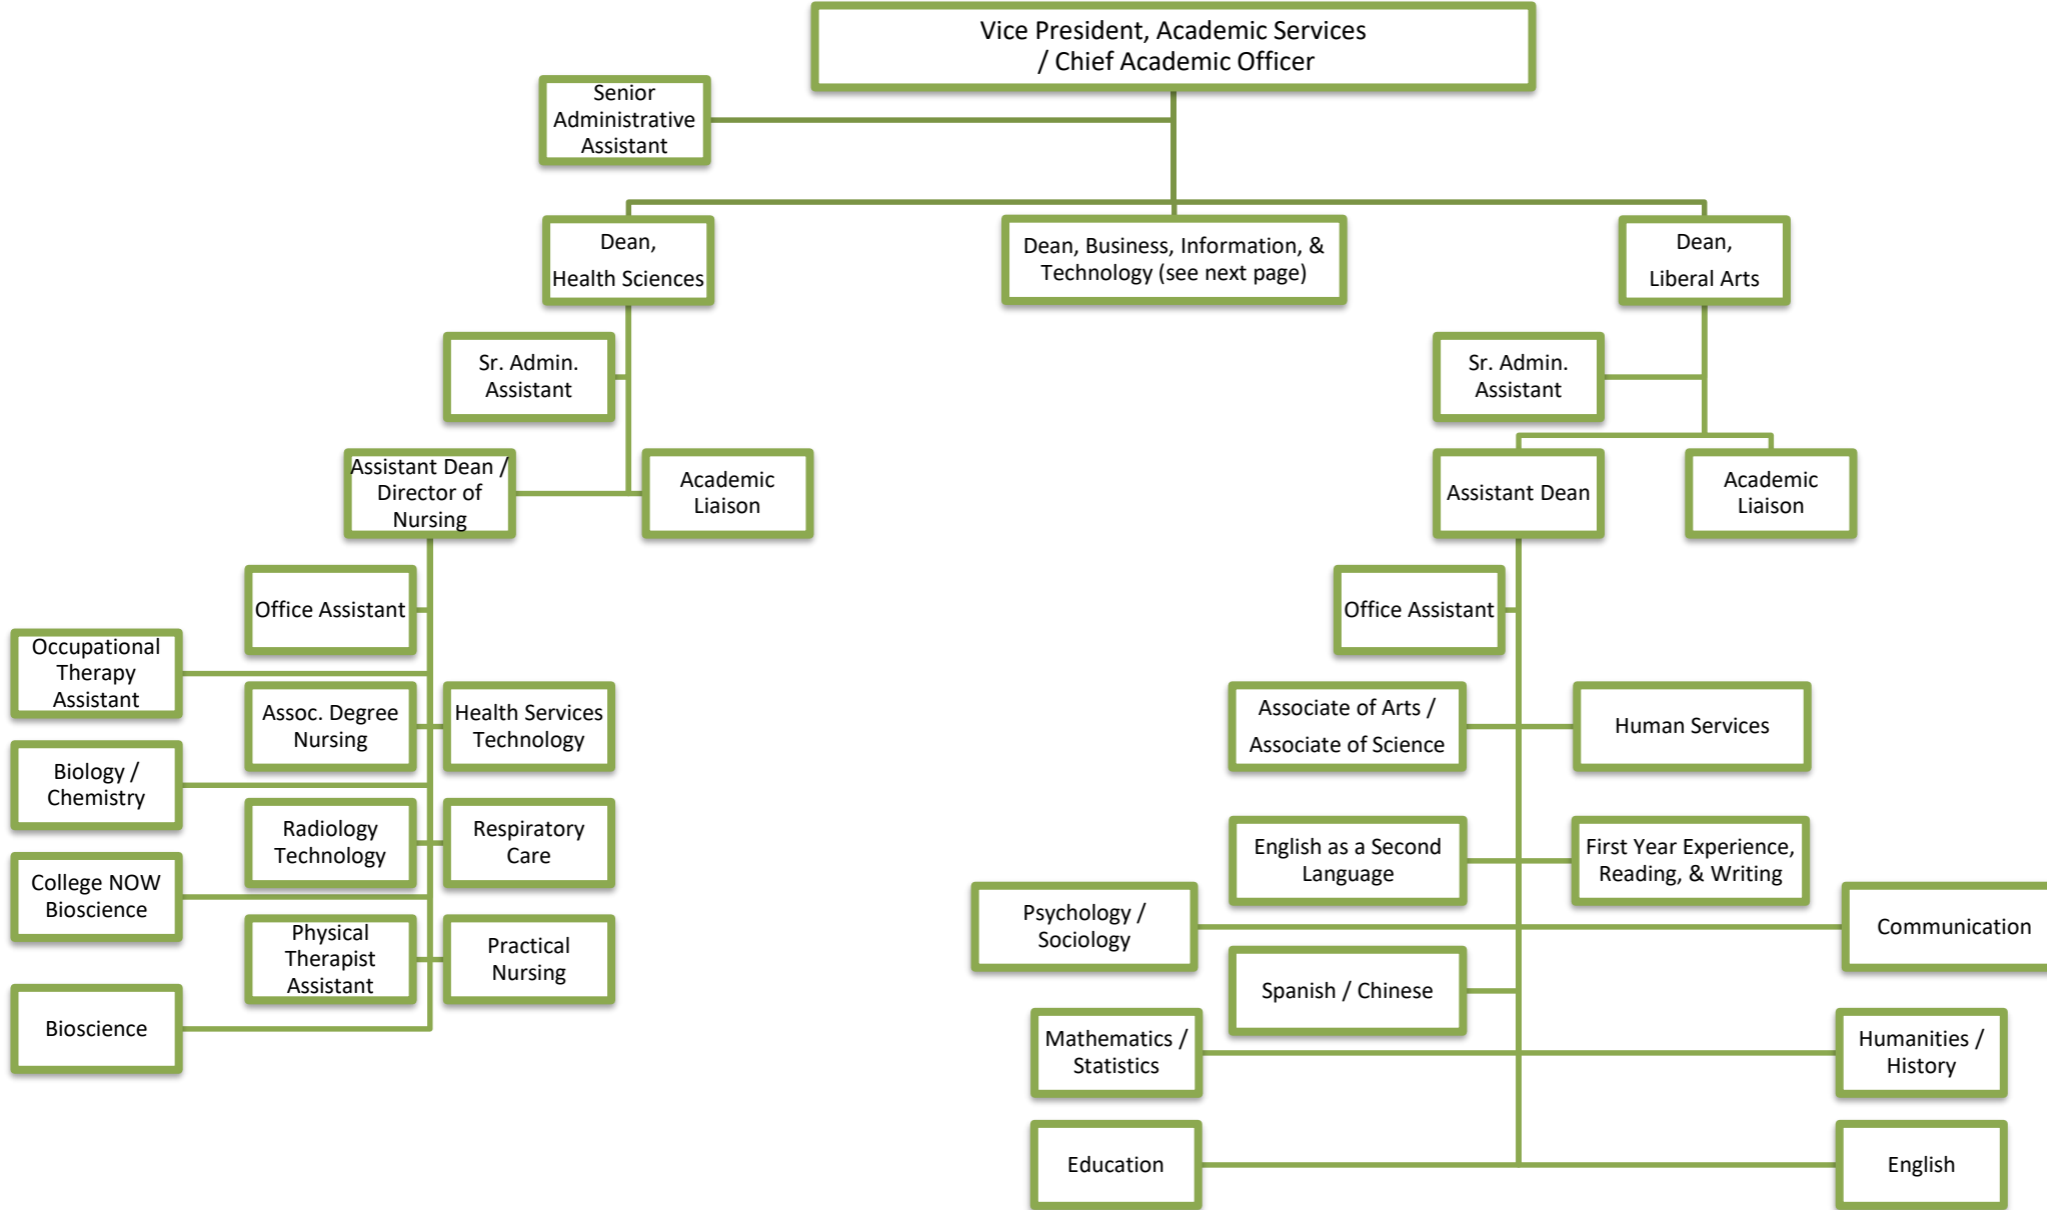 Vice President, Academic Services
/ Chief Academic Officer
Senior
Administrative
Assistant
Dean,
Health Sciences
Dean, Business, Information, &
Technology (see next page)
Dean,
Liberal Arts
Sr. Admin.
Assistant
Sr. Admin.
Assistant
Assistant Dean /
Director of
Nursing
Academic
Liaison
Assistant Dean
Academic
Liaison
Office Assistant
Office Assistant
Occupational
Therapy
Assistant
Assoc. Degree
Nursing
Health Services
Technology
Associate of Arts /
Associate of Science
Human Services
Biology /
Chemistry
Radiology
Technology
Respiratory
Care
English as a Second
Language
First Year Experience,
Reading, & Writing
College NOW
Bioscience
Psychology /
Sociology
Communication
Physical
Therapist
Assistant
Practical
Nursing
Spanish / Chinese
Bioscience
Mathematics /
Statistics
Humanities /
History
Education
English